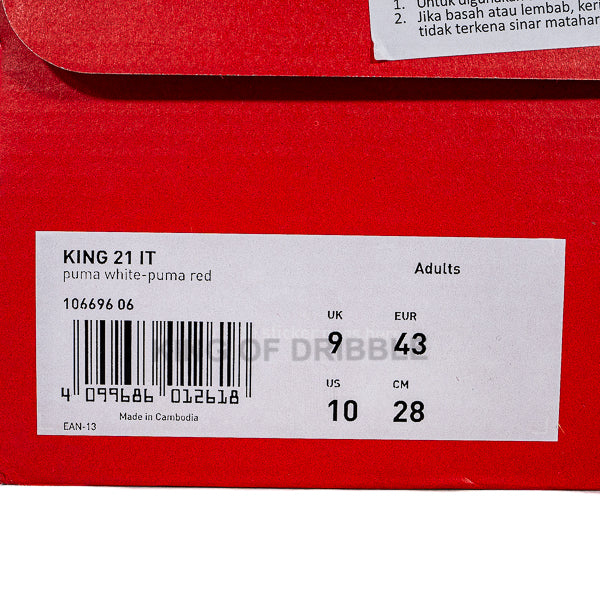 1. Untuk digunakan
2. Jika basah atau lembab, keri
tidak terkena sinar matahar
KING 21 IT
puma white-puma red
Adults
106696 06
UK
9
EUR
43
KING OF DRIBBLE
US
10
CM
28
4 099686 012618
Made in Cambodia
EAN-13